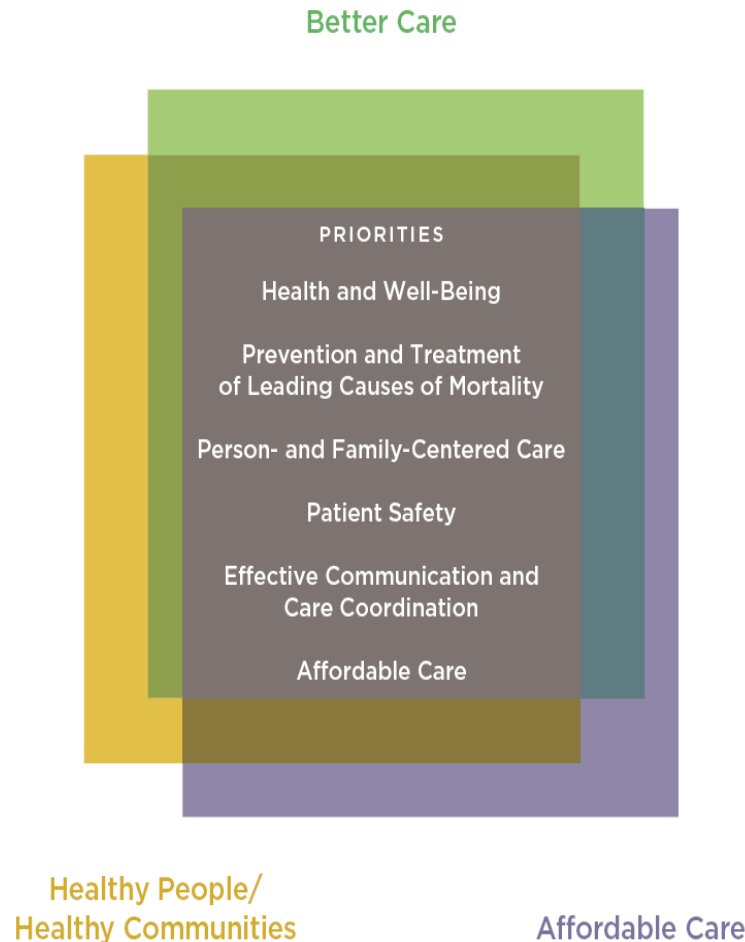 Better Care
PRIORITIES
Health and Well-Being
Prevention and Treatment
of Leading Causes of Mortality
Person- and Family-Centered Care
Patient Safety
Effective Communication and
Care Coordination
Affordable Care
Healthy People/
Healthy Communities
Affordable Care